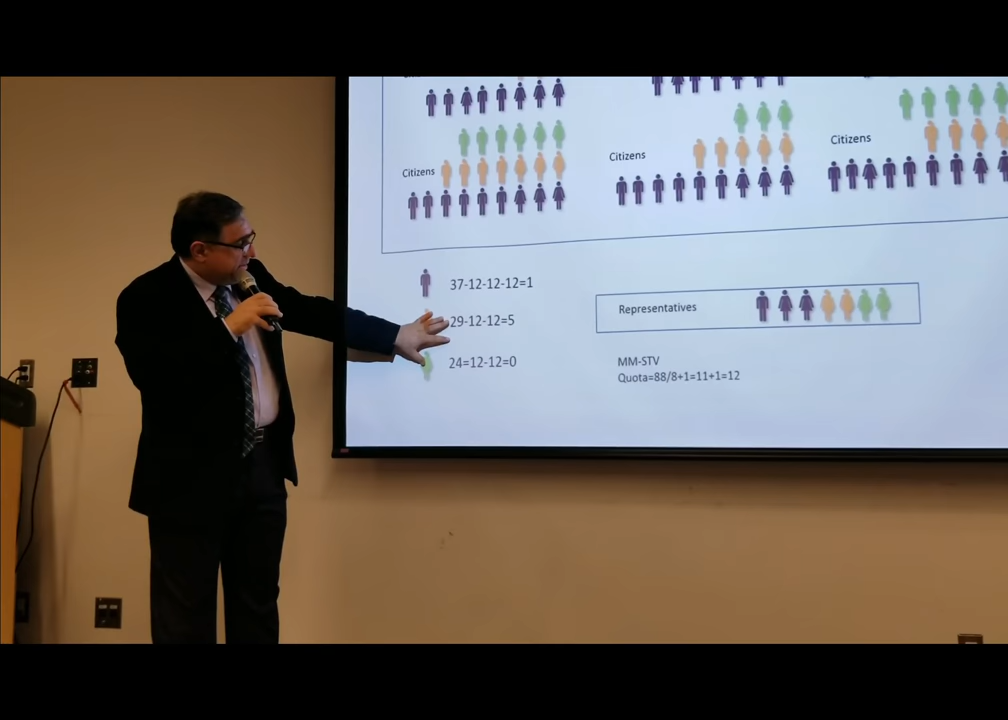 Citizens
Citizens
Citizens
37-12-12-12=1
29-12-12=5
24=12-12=0
Representatives
MM-STV
Quota=88/8+1=11+1=12